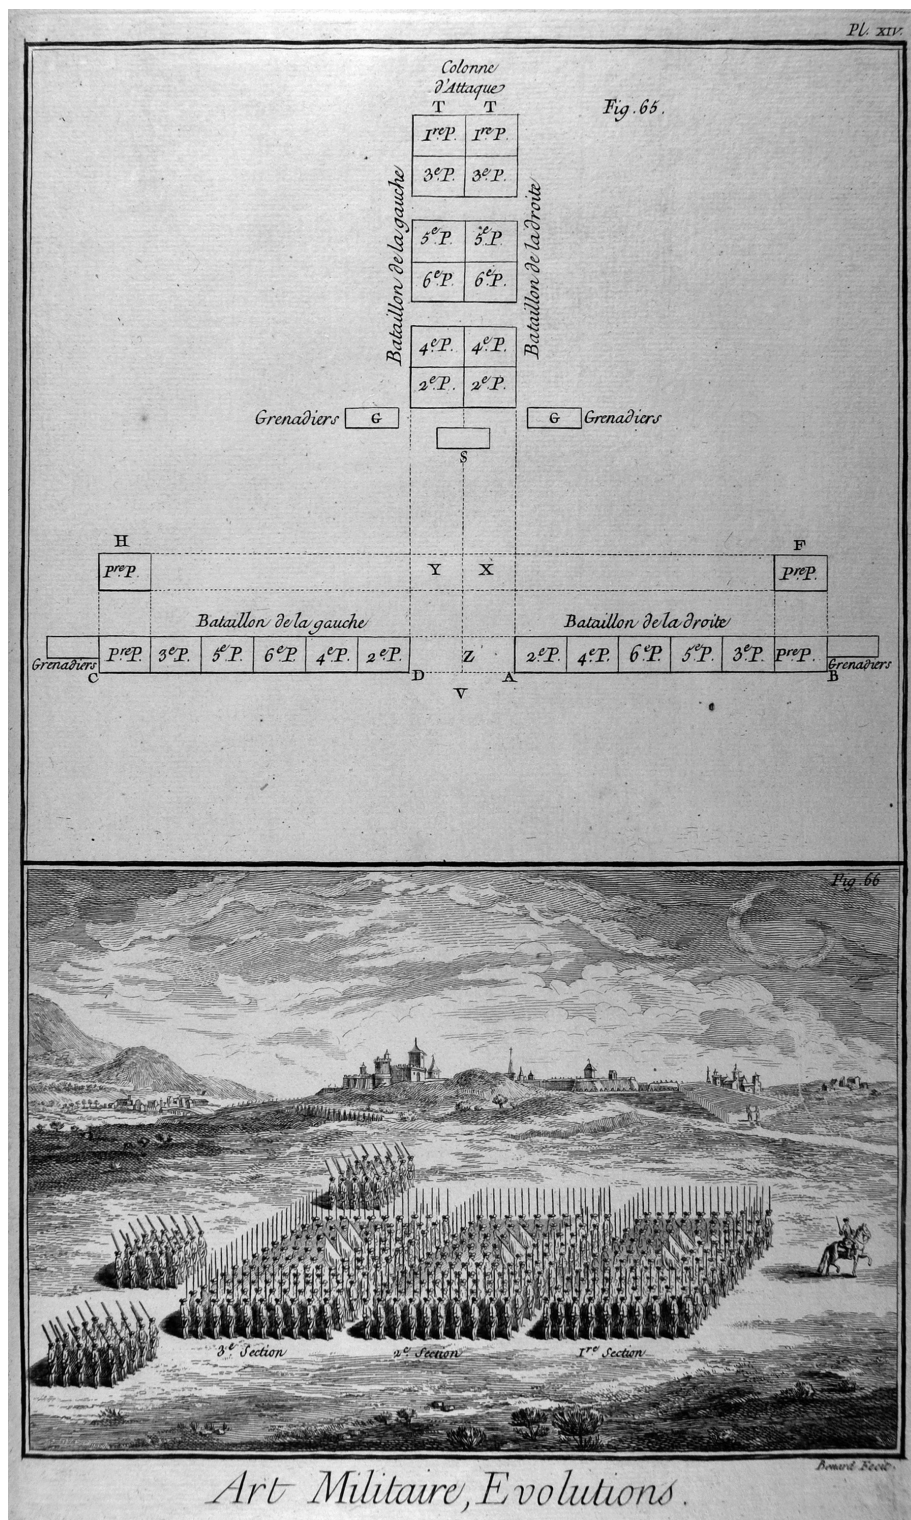 Pl. XIV.
Colonne
d'Attaque
T T
Fig. 65.
1re P. 1re P.
3e P. 3e P.
5e P. 5e P.
6e P. 6e P.
4e P. 4e P.
2e P. 2e P.
Bataillon de la gauche
Bataillon de la droite
Grenadiers G G Grenadiers
S
H F
Pre P. Y X Pre P.
Bataillon de la gauche Bataillon de la droite
Grenadiers Pre P. 3e P. 5e P. 6e P. 4e P. 2e P. Z 2e P. 4e P. 6e P. 5e P. 3e P. Pre P. Grenadiers
C D A B
V
Fig. 66
3e Section 2e Section 1re Section
Benard Fecit.
Art Militaire, Evolutions.